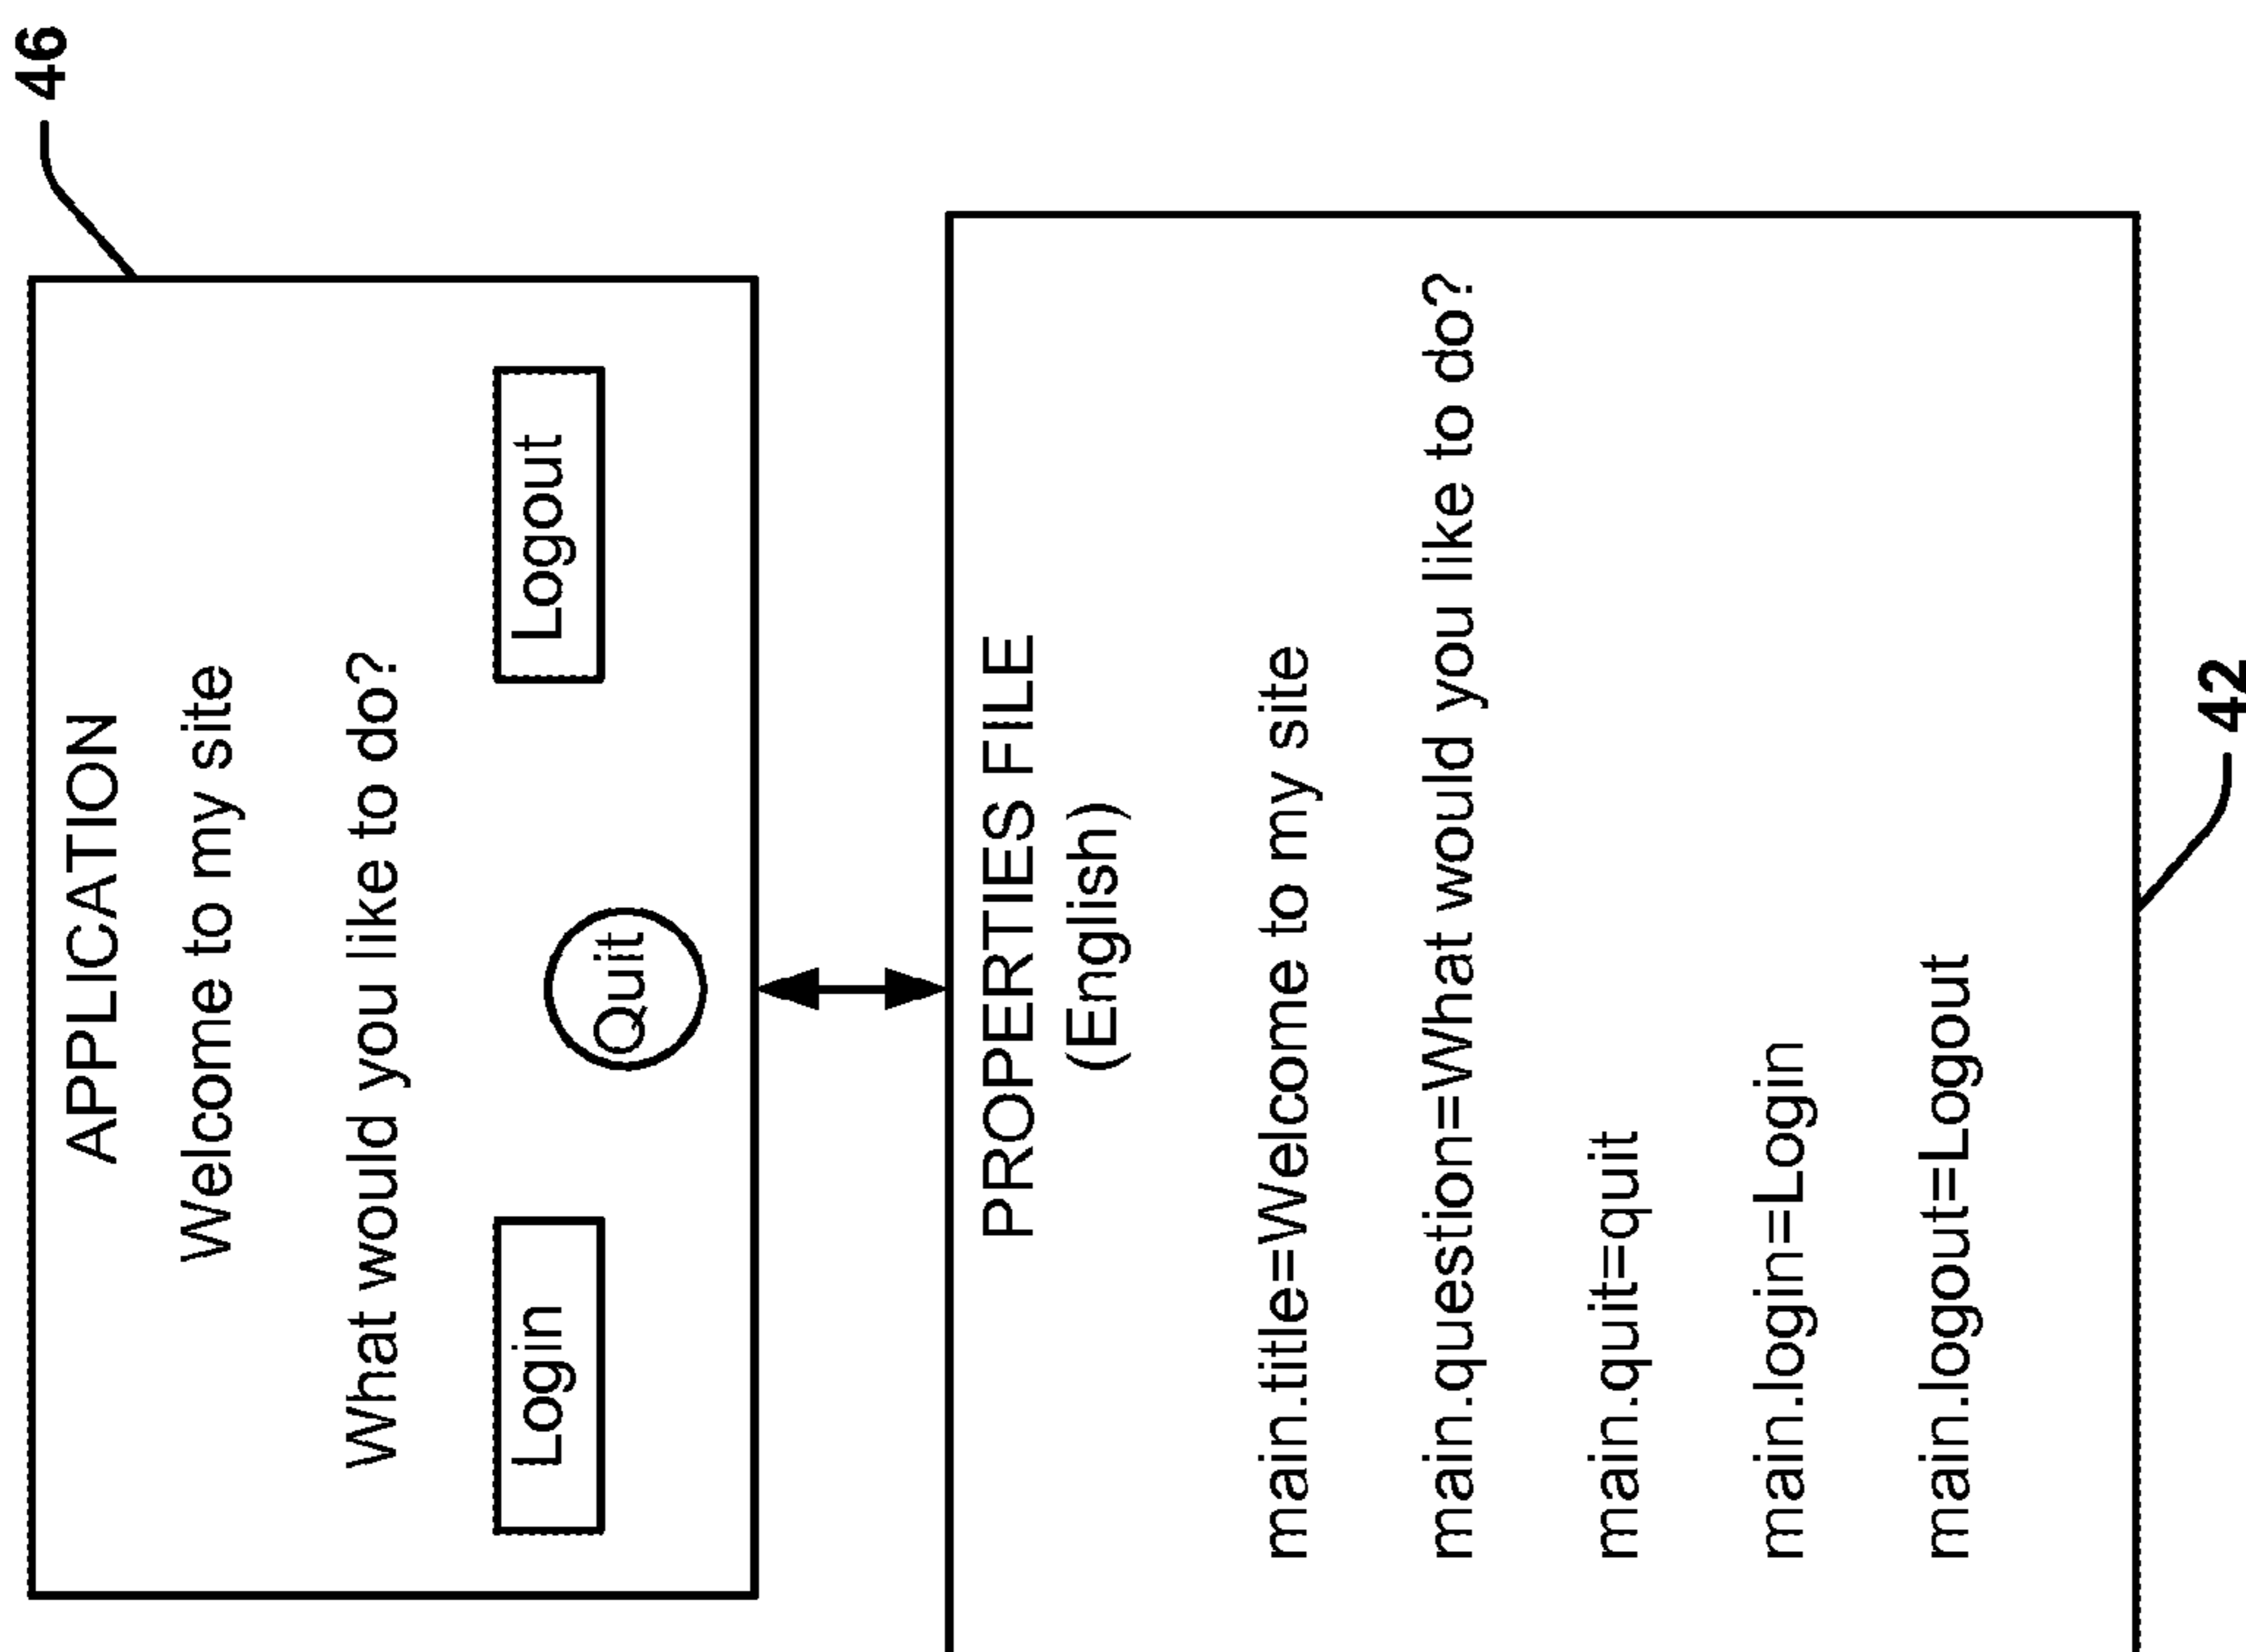 46
APPLICATION
Welcome to my site
What would you like to do?
Login
Logout
Quit
PROPERTIES FILE
(English)
main.title=Welcome to my site
main.question=What would you like to do?
main.quit=quit
main.login=Login
main.logout=Logout
42